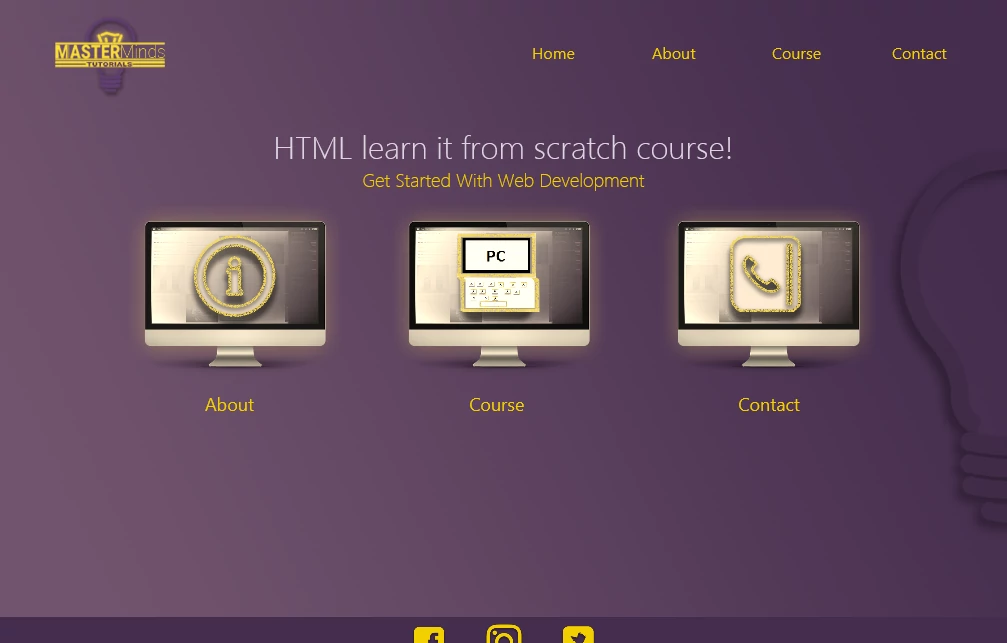 MASTERMinds
TUTORIALS
Home About Course Contact
HTML learn it from scratch course!
Get Started With Web Development
PC
About Course Contact